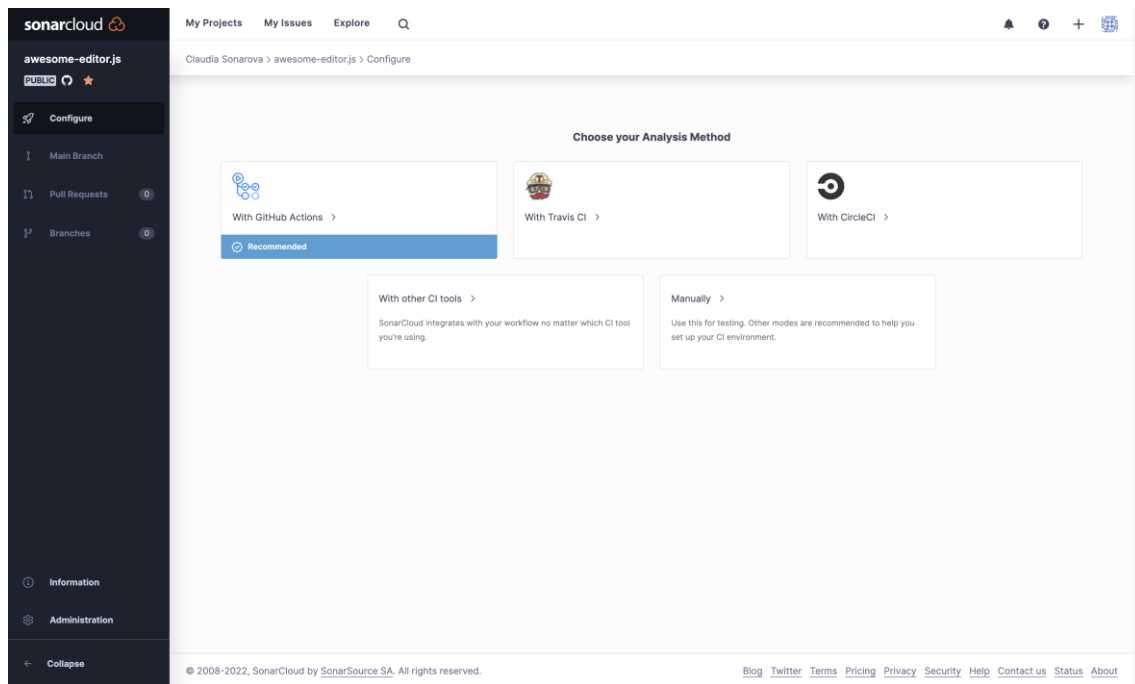 sonarcloud
My Projects My Issues Explore
awesome-editor.js
PUBLIC
Claudia Sonarova > awesome-editor.js > Configure
Configure
Main Branch
Pull Requests 0
Branches 0
Choose your Analysis Method
With GitHub Actions >
Recommended
With Travis CI >
With CircleCI >
With other CI tools >
SonarCloud integrates with your workflow no matter which CI tool
you're using.
Manually >
Use this for testing. Other modes are recommended to help you
set up your CI environment.
Information
Administration
Collapse
© 2008-2022, SonarCloud by SonarSource SA. All rights reserved.
Blog Twitter Terms Pricing Privacy Security Help Contact us Status About